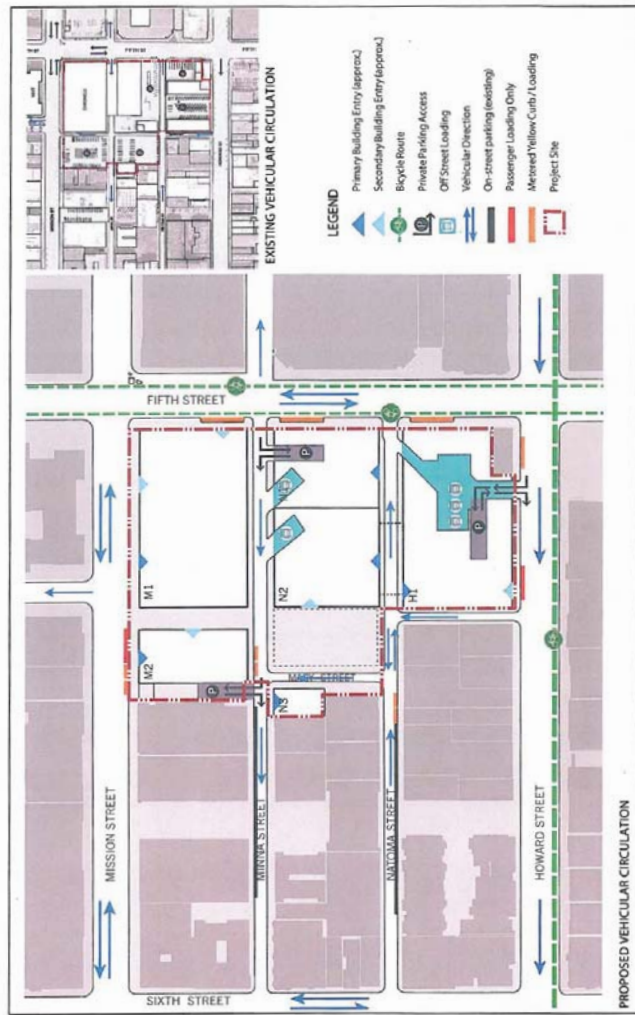 EXISTING VEHICULAR CIRCULATION
FIFTH ST
LEGEND
Primary Building Entry (approx.)
Secondary Building Entry (approx.)
Bicycle Route
Private Parking Access
Off Street Loading
Vehicular Direction
On-street parking (existing)
Passenger Loading Only
Metered Yellow Curb / Loading
Project Site
FIFTH STREET
MISSION STREET
M1
M2
N2
N3
H1
P
P
P
MARY STREET
MINNA STREET
NATOMA STREET
HOWARD STREET
SIXTH STREET
PROPOSED VEHICULAR CIRCULATION